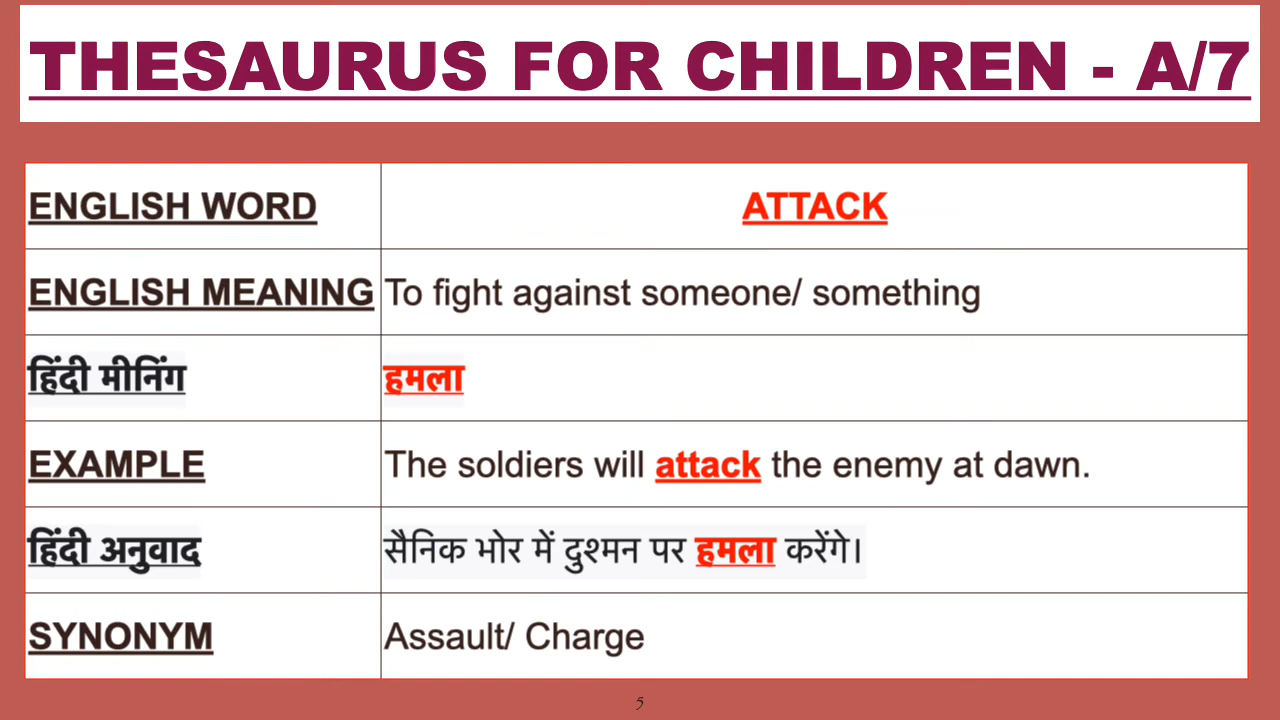 THESAURUS FOR CHILDREN - A/7
ENGLISH WORD ATTACK
ENGLISH MEANING To fight against someone/ something
हिंदी मीनिंग हमला
EXAMPLE The soldiers will attack the enemy at dawn.
हिंदी अनुवाद सैनिक भोर में दुश्मन पर हमला करेंगे।
SYNONYM Assault/ Charge
5